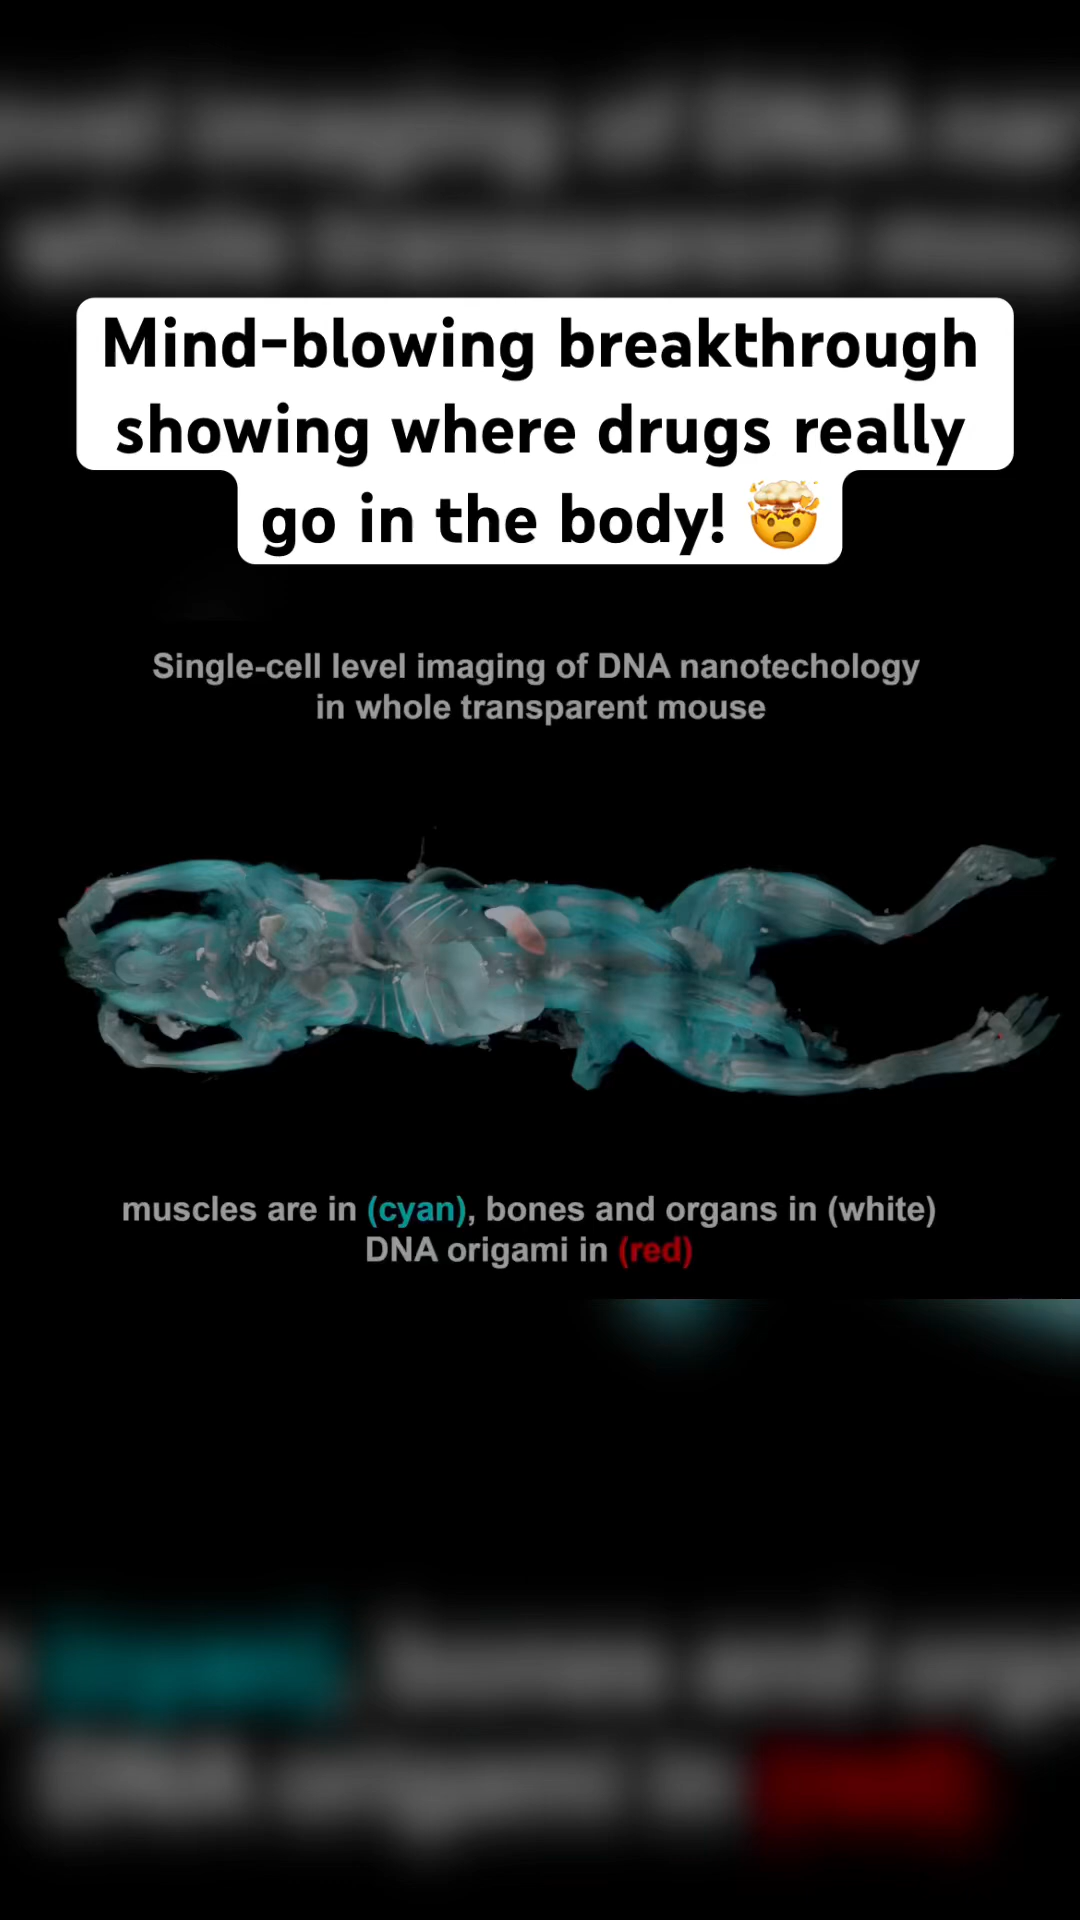 Mind-blowing breakthrough
showing where drugs really
go in the body! 🤯
Single-cell level imaging of DNA nanotechology
in whole transparent mouse
muscles are in (cyan), bones and organs in (white)
DNA origami in (red)